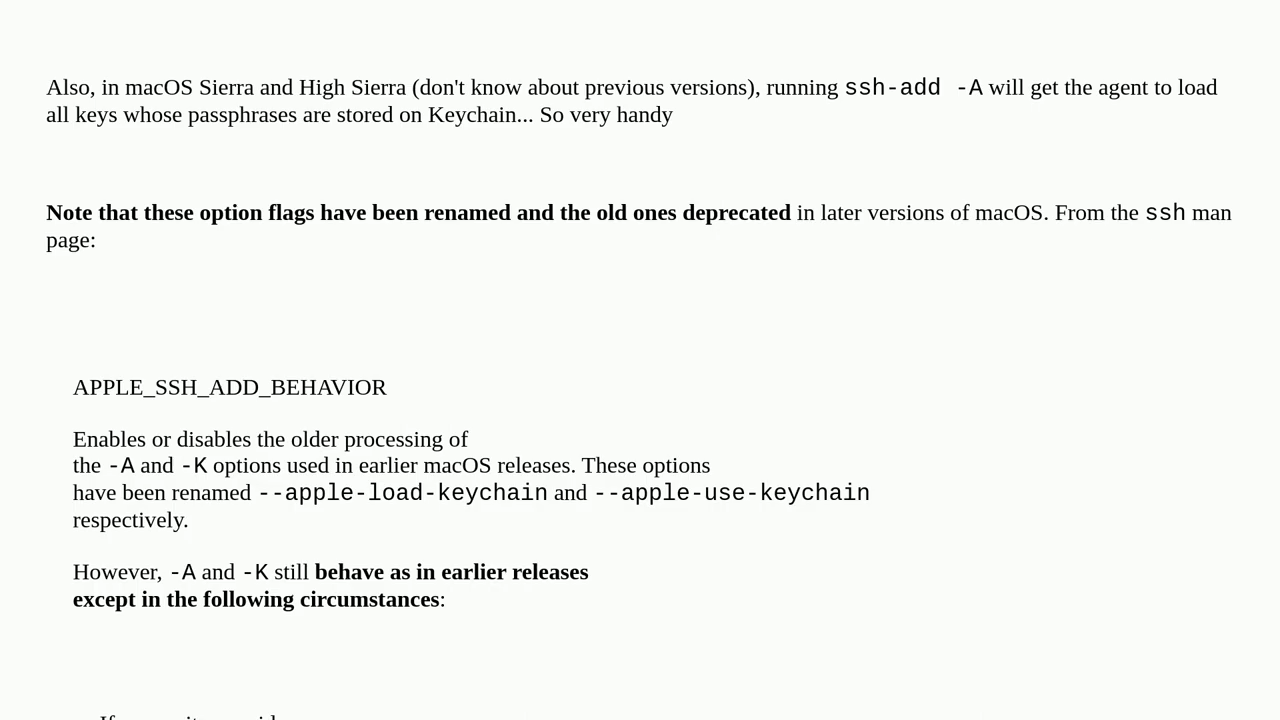 Also, in macOS Sierra and High Sierra (don't know about previous versions), running ssh-add -A will get the agent to load
all keys whose passphrases are stored on Keychain... So very handy
Note that these option flags have been renamed and the old ones deprecated in later versions of macOS. From the ssh man
page:
APPLE_SSH_ADD_BEHAVIOR
Enables or disables the older processing of
the -A and -K options used in earlier macOS releases. These options
have been renamed --apple-load-keychain and --apple-use-keychain
respectively.
However, -A and -K still behave as in earlier releases
except in the following circumstances: